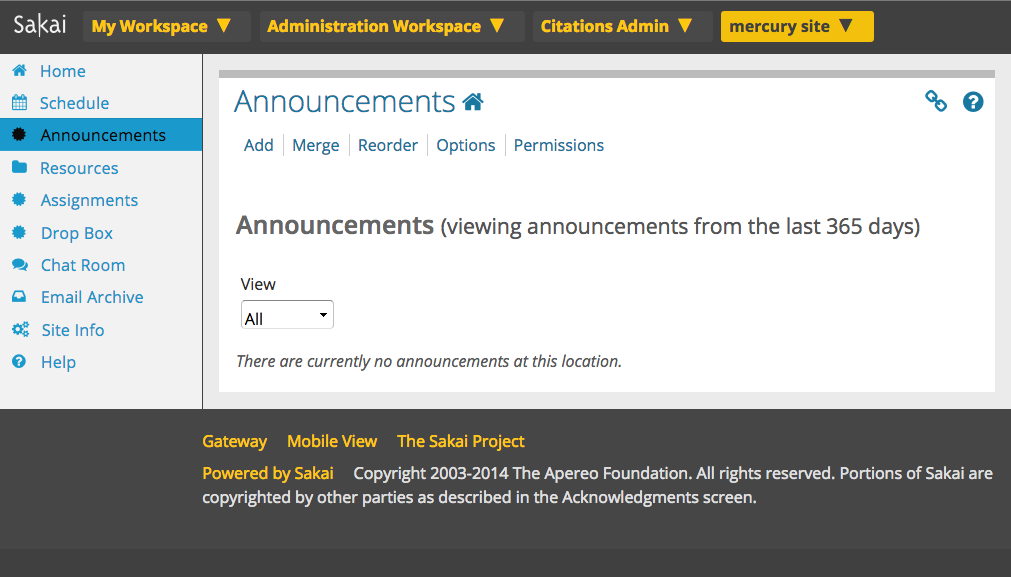 Sakai My Workspace ▼ Administration Workspace ▼ Citations Admin ▼ mercury site ▼
Home
Schedule
Announcements
Resources
Assignments
Drop Box
Chat Room
Email Archive
Site Info
Help
Announcements
Add Merge Reorder Options Permissions
Announcements (viewing announcements from the last 365 days)
View
All
There are currently no announcements at this location.
Gateway Mobile View The Sakai Project
Powered by Sakai Copyright 2003-2014 The Apereo Foundation. All rights reserved. Portions of Sakai are
copyrighted by other parties as described in the Acknowledgments screen.